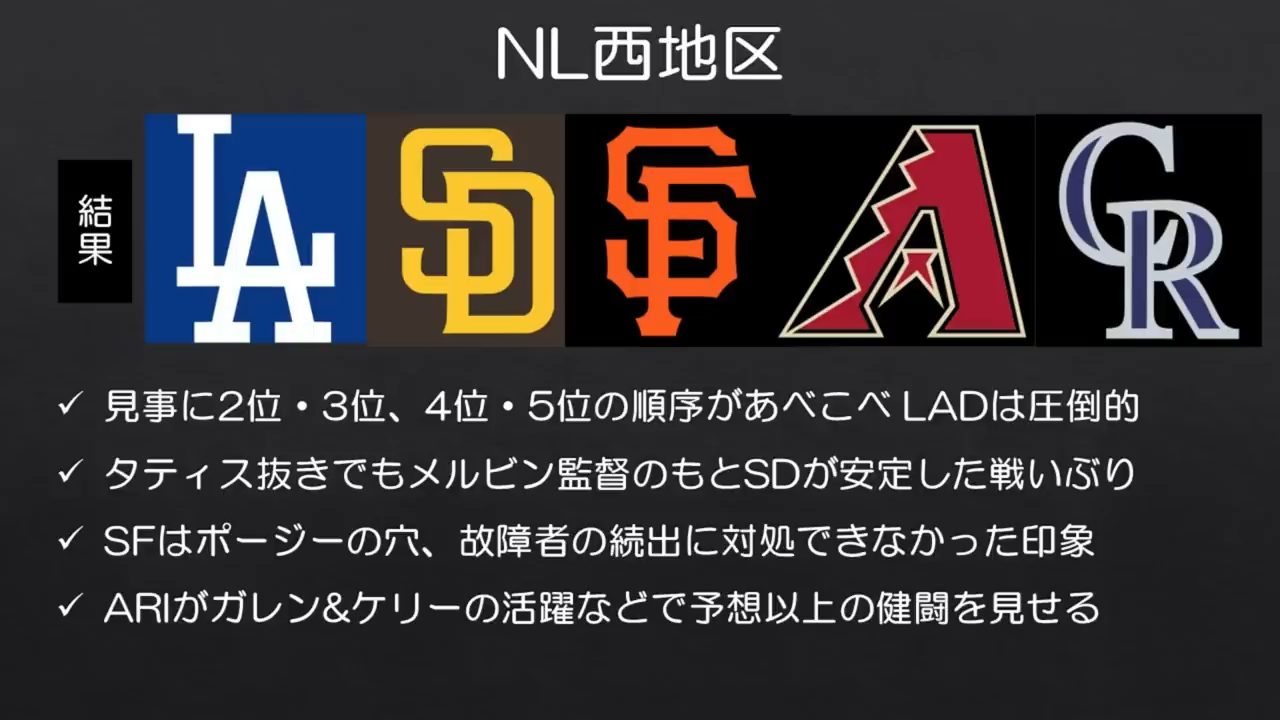 NL西地区
結果
LA SD SF A CR
見事に2位・3位、4位・5位の順序があべこべ LADは圧倒的
タティス抜きでもメルビン監督のもとSDが安定した戦いぶり
SFはポージーの穴、故障者の続出に対処できなかった印象
ARIがガレン&ケリーの活躍などで予想以上の健闘を見せる